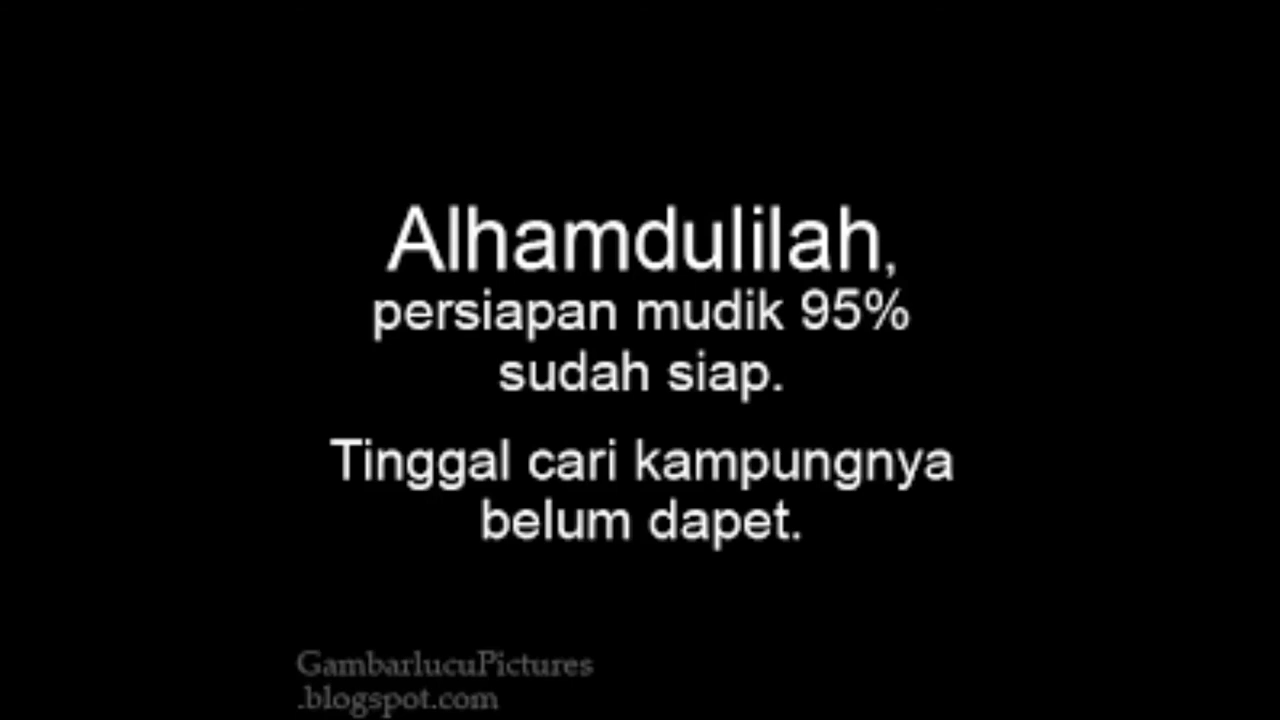 Alhamdulilah,
persiapan mudik 95%
sudah siap.
Tinggal cari kampungnya
belum dapet.
GambarlucuPictures
.blogspot.com